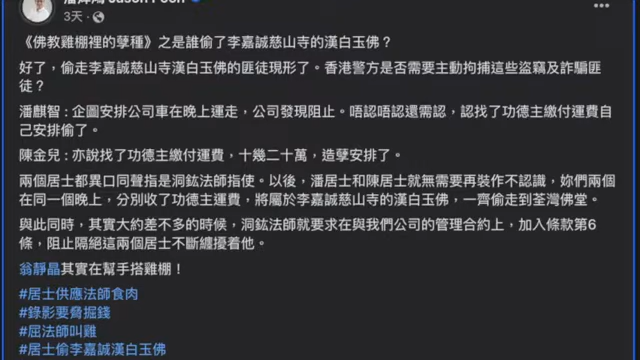 3天
《佛教雞棚裡的孽種》之是誰偷了李嘉誠慈山寺的漢白玉佛？
好了，偷走李嘉誠慈山寺漢白玉佛的匪徒現形了。香港警方是否需要主動拘捕這些盜竊及詐騙匪
徒？
潘麒智 : 企圖安排公司車在晚上運走，公司發現阻止。唔認唔認還需認，認找了功德主繳付運費自
己安排偷了。
陳金兒 : 亦說找了功德主繳付運費，十幾二十萬，造孽安排了。
兩個居士都異口同聲指是洞鈜法師指使。以後，潘居士和陳居士就無需要再裝作不認識，妳們兩個
在同一個晚上，分別收了功德主運費，將屬於李嘉誠慈山寺的漢白玉佛，一齊偷走到荃灣佛堂。
與此同時，其實大約差不多的時候，洞鈜法師就要求在與我們公司的管理合約上，加入條款第6
條，阻止隔絕這兩個居士不斷纏擾着他。
翁靜晶其實在幫手搭雞棚！
#居士供應法師食肉
#錄影要脅掘錢
#屈法師叫雞
#居士偷李嘉誠漢白玉佛